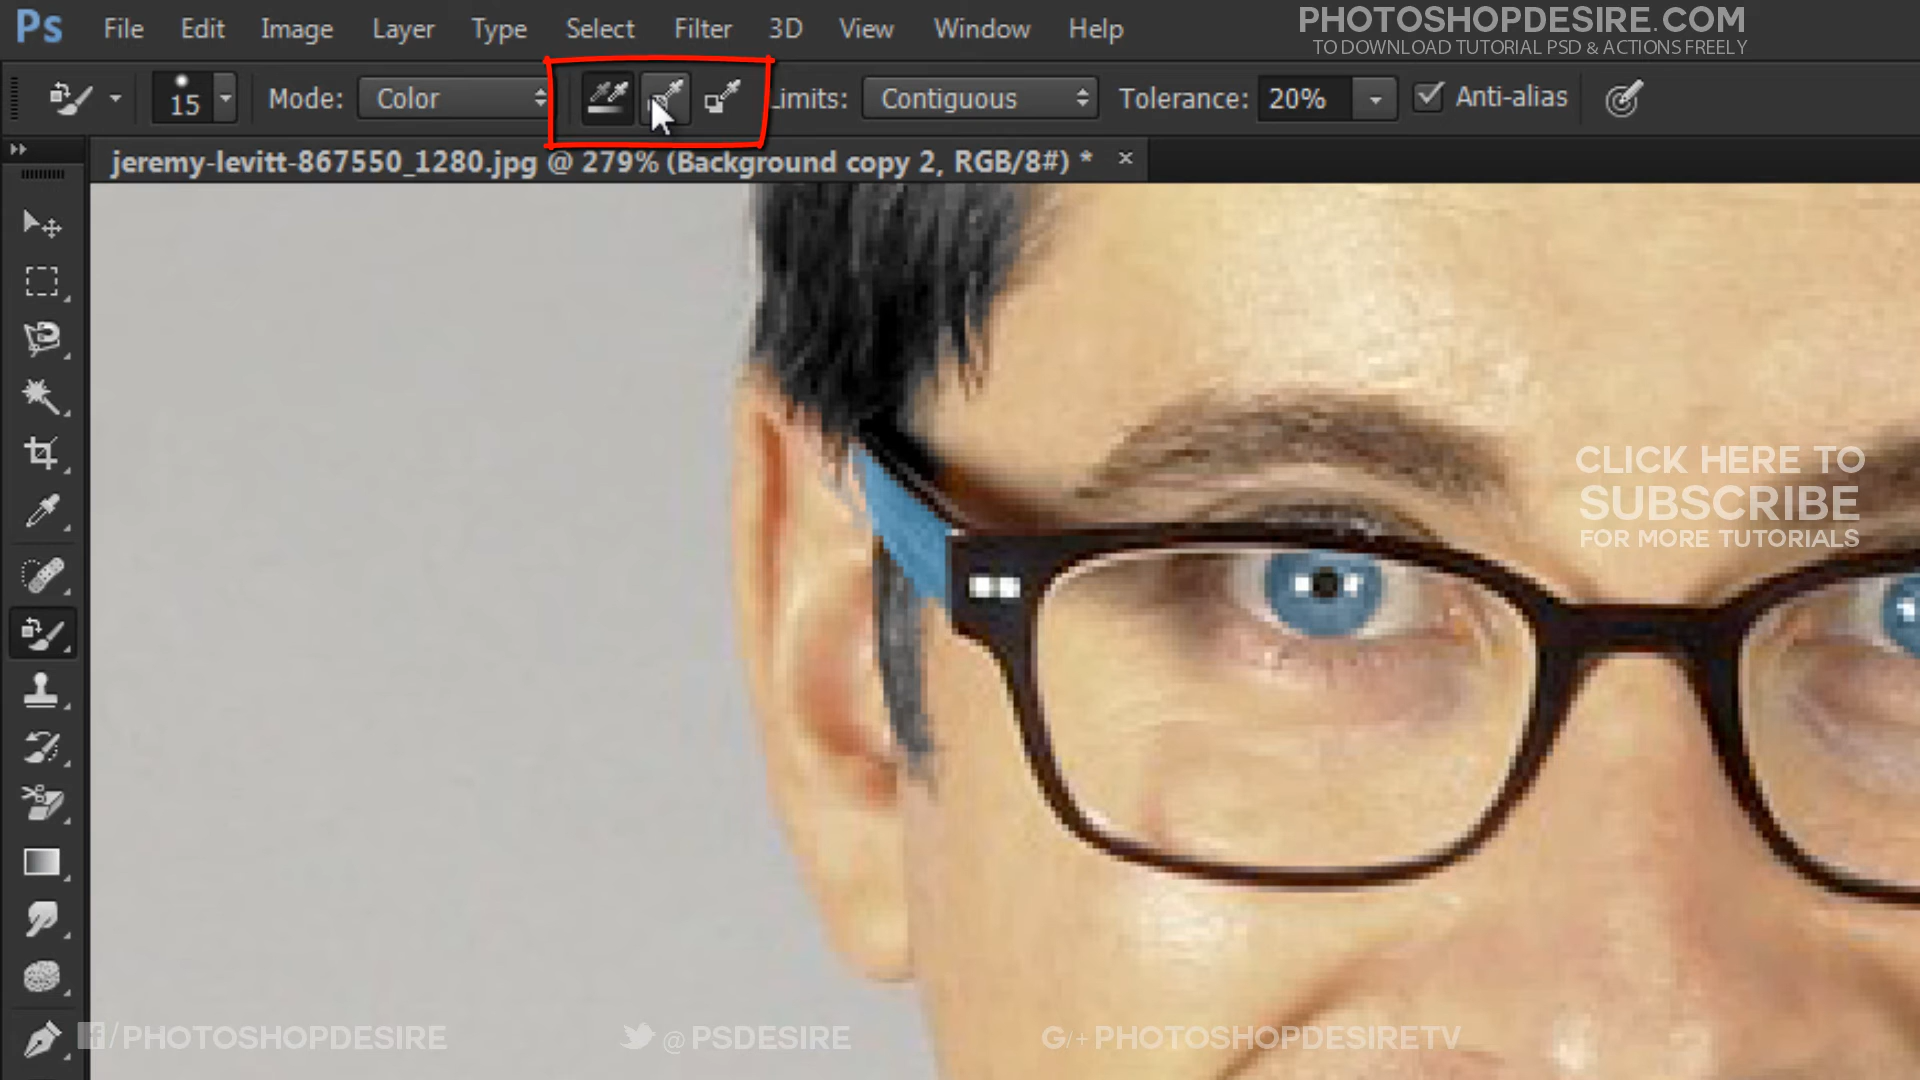 Ps File Edit Image Layer Type Select Filter 3D View Window Help
PHOTOSHOPDESIRE.COM
TO DOWNLOAD TUTORIAL PSD & ACTIONS FREELY
15 Mode: Color Limits: Contiguous Tolerance: 20% Anti-alias
jeremy-levitt-867550_1280.jpg @ 279% (Background copy 2, RGB/8#) * ×
CLICK HERE TO
SUBSCRIBE
FOR MORE TUTORIALS
f/PHOTOSHOPDESIRE @PSDESIRE G/+PHOTOSHOPDESIRETV